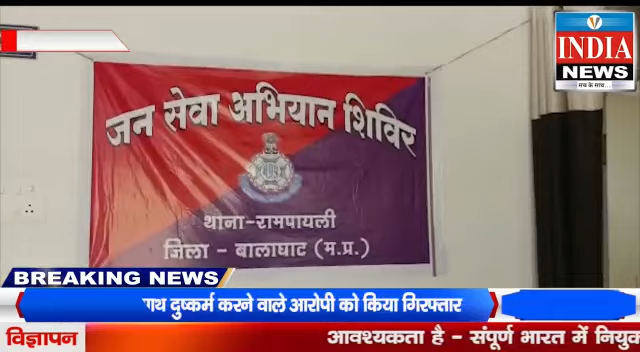 INDIA
NEWS
सच के साथ...
जन सेवा अभियान शिविर
थाना-रामपायली
जिला - बालाघाट (म.प्र.)
BREAKING NEWS
दुष्कर्म करने वाले आरोपी को किया गिरफ्तार
विज्ञापन
आवश्यकता है - संपूर्ण भारत में